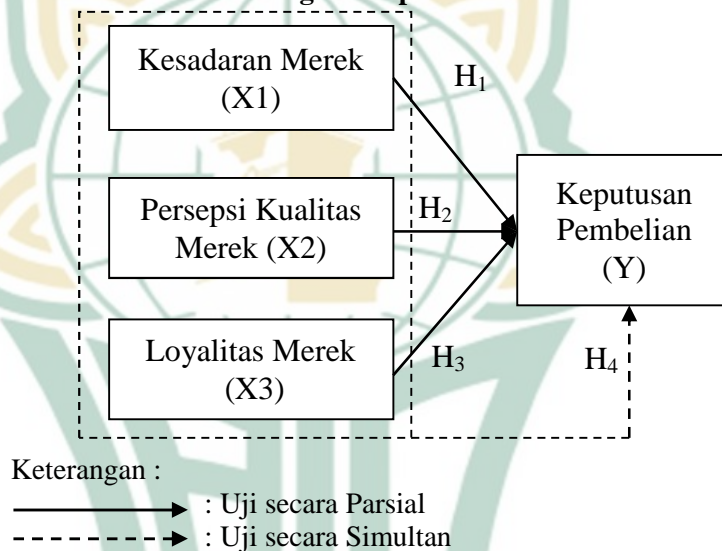 Kesadaran Merek
(X1)
H₁
Persepsi Kualitas
Merek (X2)
H₂
Keputusan
Pembelian
(Y)
Loyalitas Merek
(X3)
H₃
H₄
Keterangan :
: Uji secara Parsial
: Uji secara Simultan